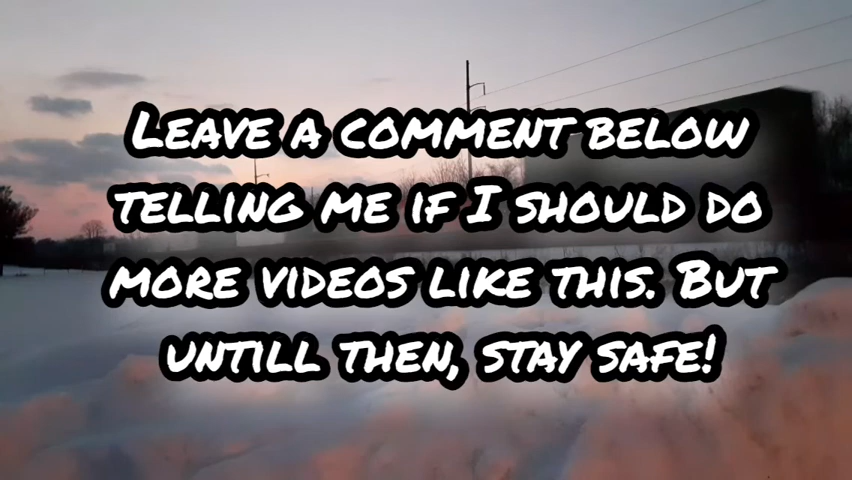 Leave a comment below
telling me if I should do
more videos like this. But
untill then, stay safe!